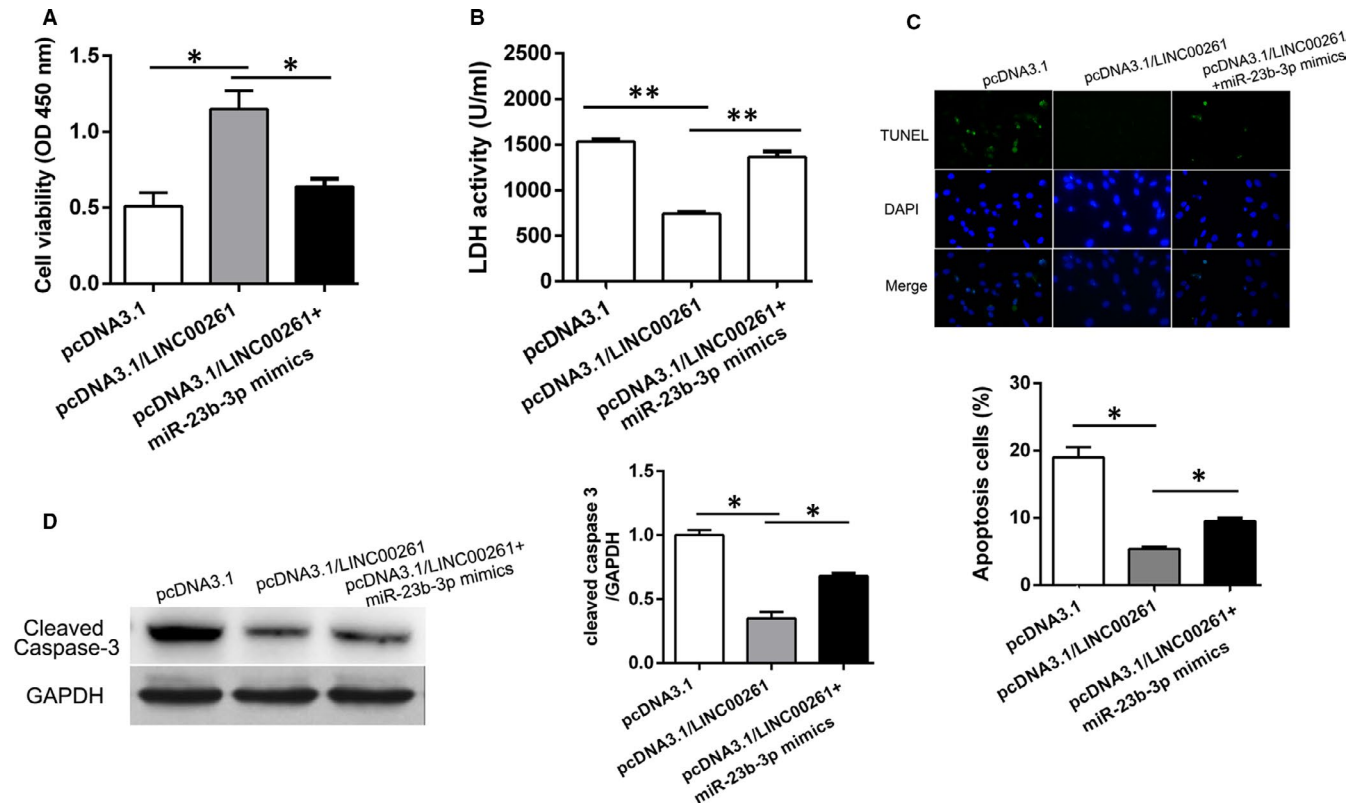 A
Cell viability (OD 450 nm)
1.5
1.0
0.5
0.0
*
*
pcDNA3.1
pcDNA3.1/LINC00261
pcDNA3.1/LINC00261+
miR-23b-3p mimics
B
LDH activity (U/ml)
2500
2000
1500
1000
500
0
**
**
pcDNA3.1
pcDNA3.1/LINC00261
pcDNA3.1/LINC00261+
miR-23b-3p mimics
C
pcDNA3.1
pcDNA3.1/LINC00261
pcDNA3.1/LINC00261
+miR-23b-3p mimics
TUNEL
DAPI
Merge
Apoptosis cells (%)
30
20
10
0
*
*
pcDNA3.1
pcDNA3.1/LINC00261
pcDNA3.1/LINC00261+
miR-23b-3p mimics
D
pcDNA3.1
pcDNA3.1/LINC00261
pcDNA3.1/LINC00261+
miR-23b-3p mimics
Cleaved
Caspase-3
GAPDH
cleaved caspase 3
/GAPDH
1.5
1.0
0.5
0.0
*
*
pcDNA3.1
pcDNA3.1/LINC00261
pcDNA3.1/LINC00261+
miR-23b-3p mimics